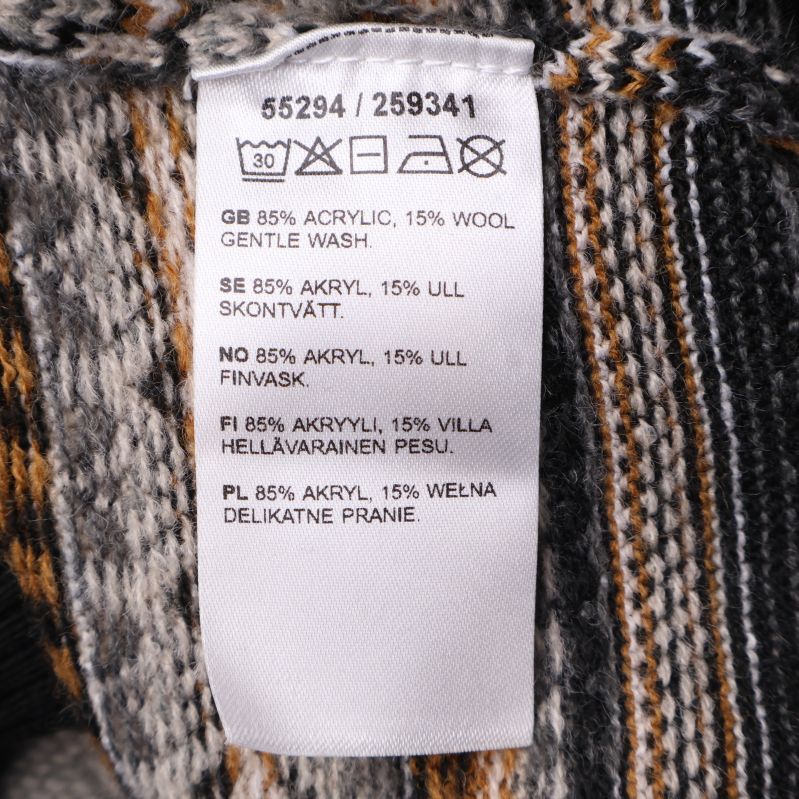 55294 / 259341
30
GB 85% ACRYLIC, 15% WOOL
GENTLE WASH.
SE 85% AKRYL, 15% ULL
SKONTVÄTT.
NO 85% AKRYL, 15% ULL
FINVASK.
FI 85% AKRYYLI, 15% VILLA
HELLÄVARAINEN PESU.
PL 85% AKRYL, 15% WEŁNA
DELIKATNE PRANIE.